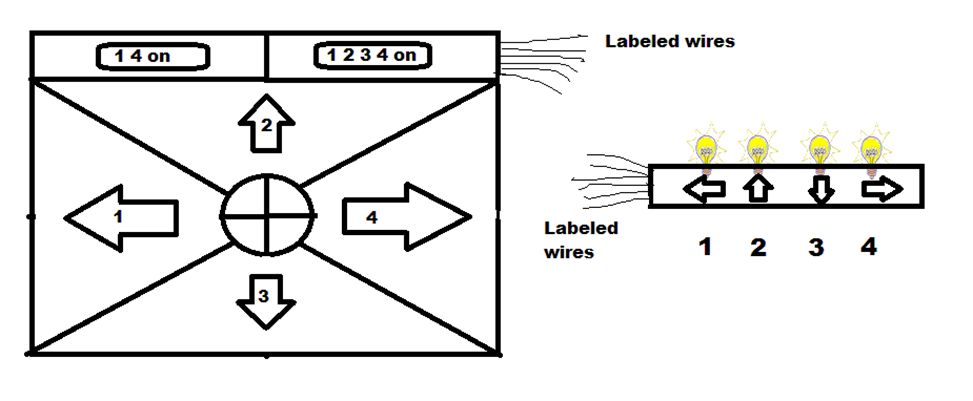 1 4 on
1 2 3 4 on
Labeled wires
2
1
4
3
Labeled
wires
1 2 3 4